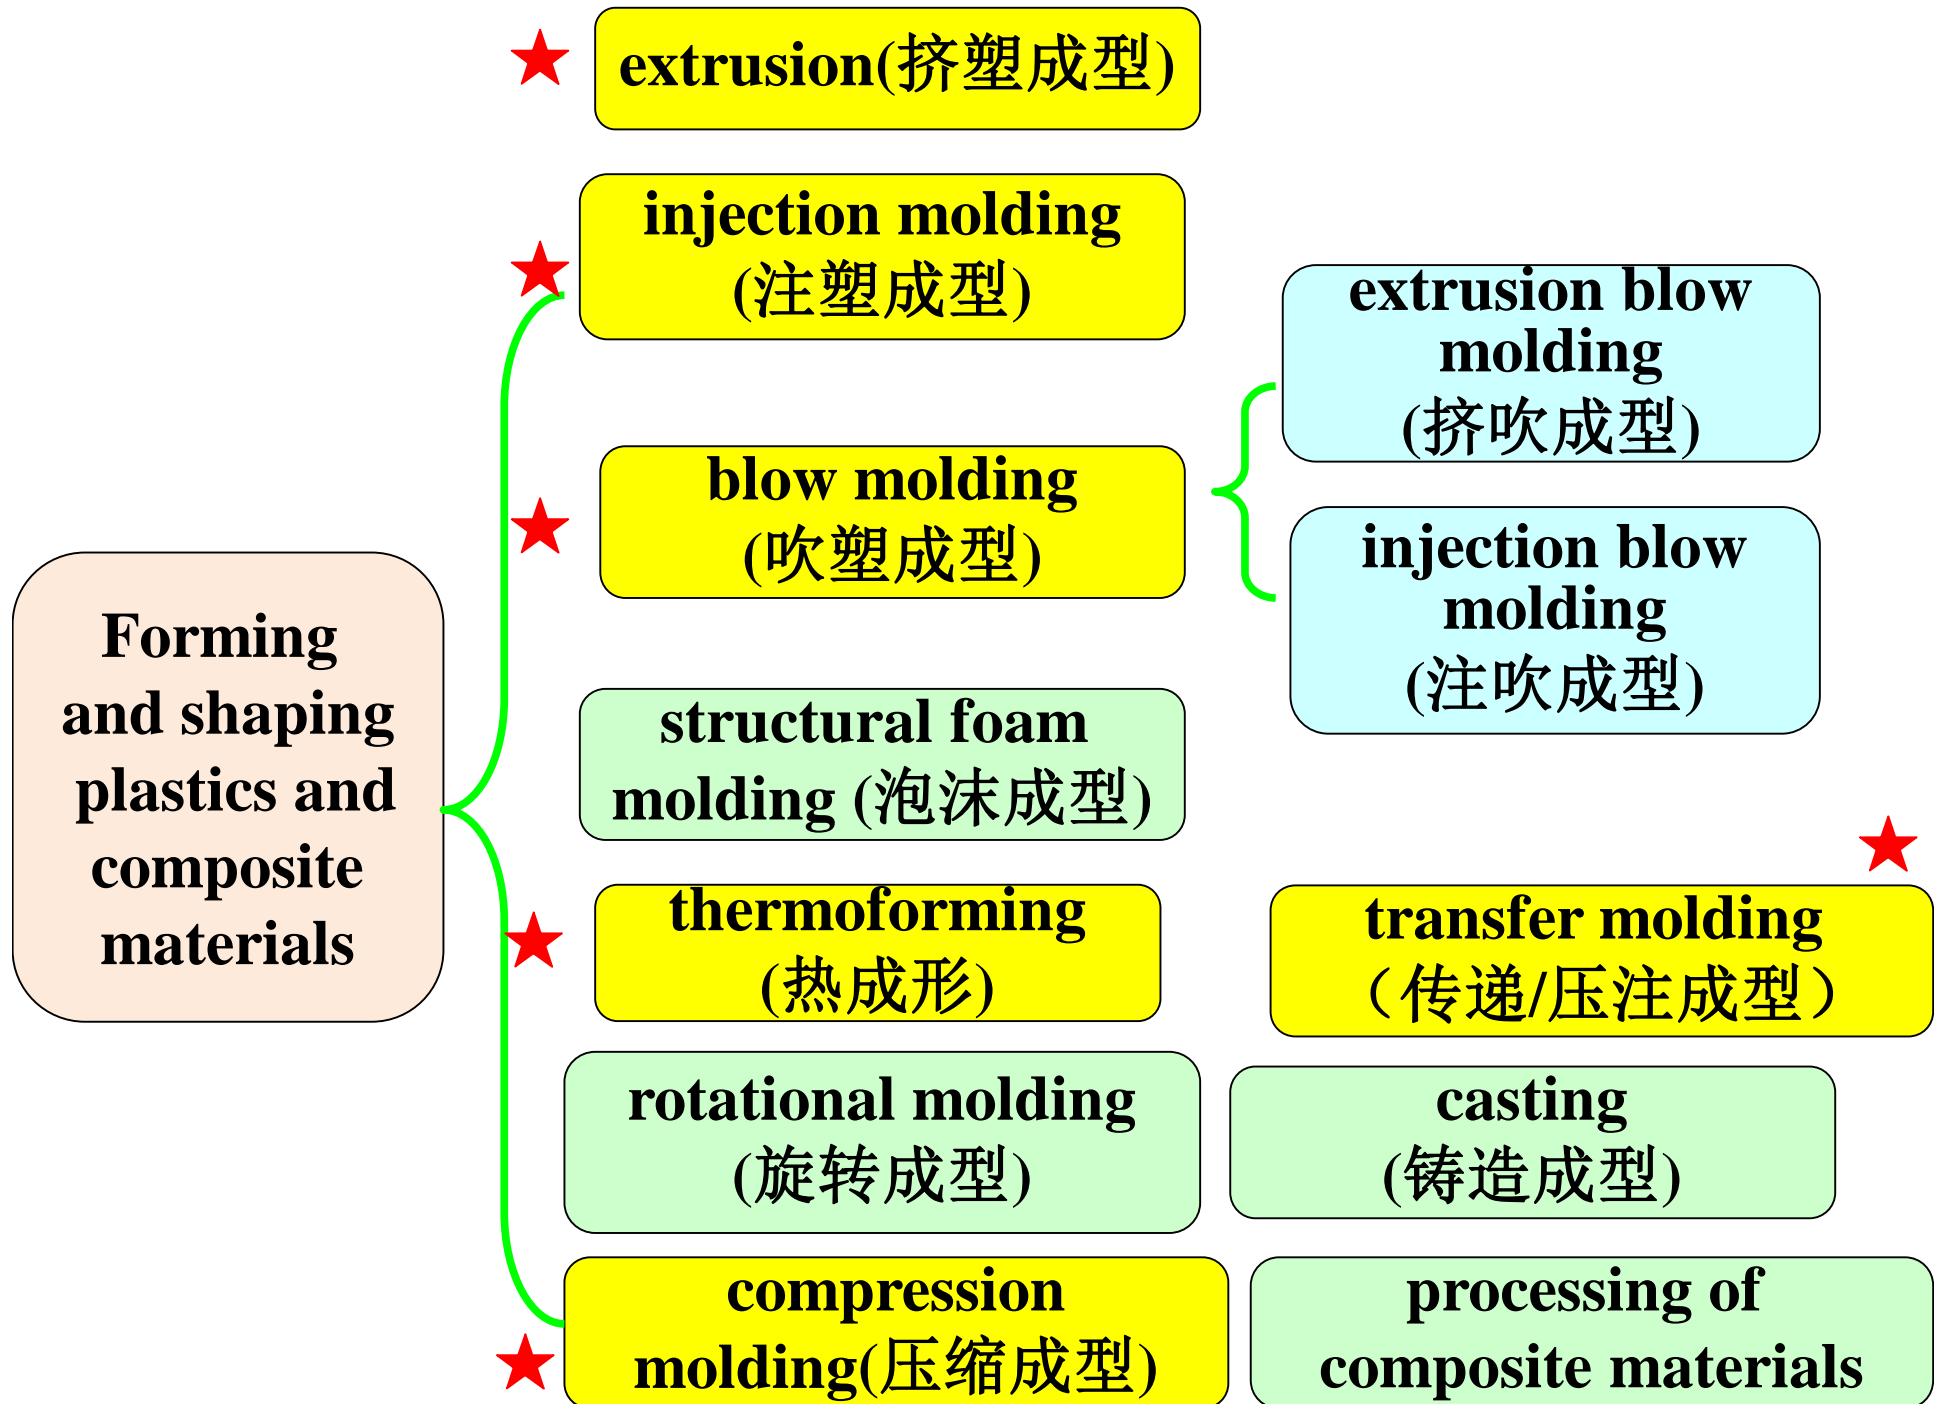 extrusion(挤塑成型)
injection molding
(注塑成型)
extrusion blow
molding
(挤吹成型)
blow molding
(吹塑成型)
injection blow
molding
(注吹成型)
Forming
and shaping
plastics and
composite
materials
structural foam
molding (泡沫成型)
thermoforming
(热成形)
transfer molding
（传递/压注成型）
rotational molding
(旋转成型)
casting
(铸造成型)
compression
molding(压缩成型)
processing of
composite materials